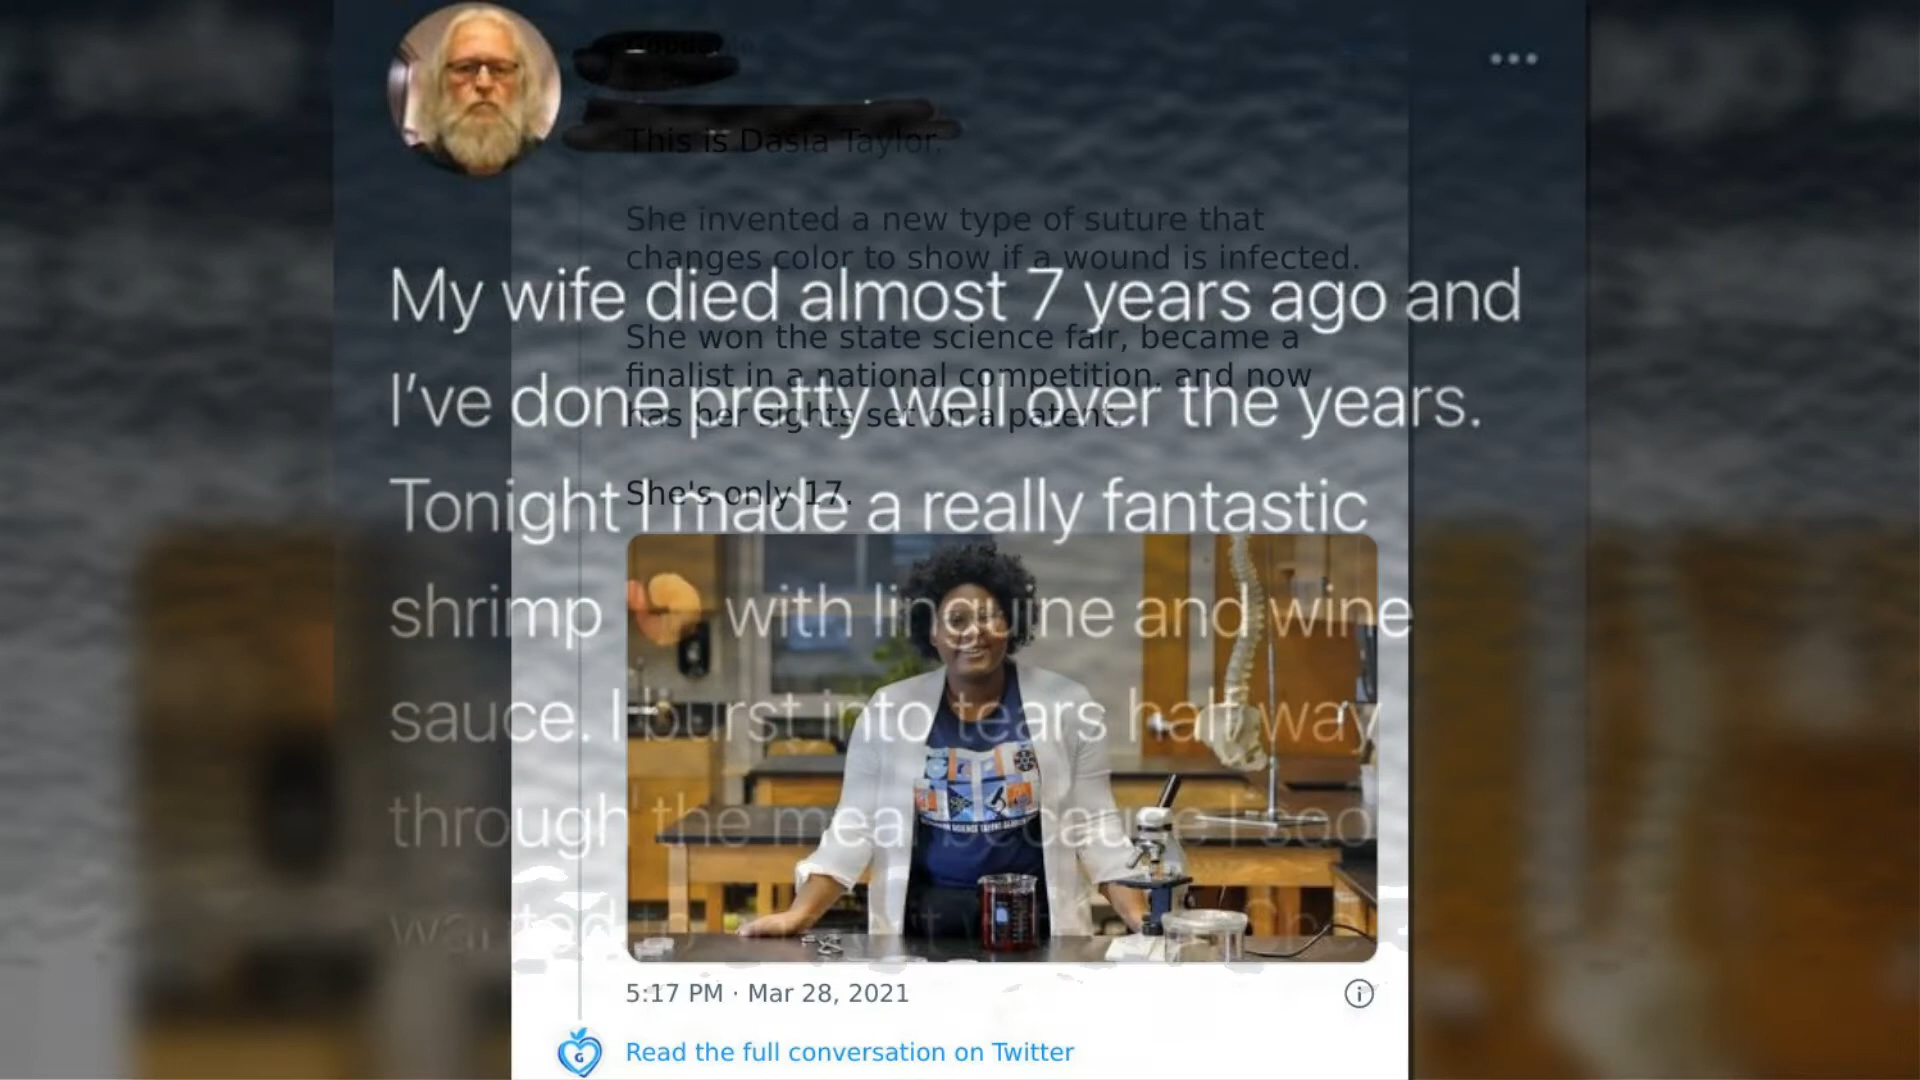 This is Dasia Taylor.
She invented a new type of suture that
changes color to show if a wound is infected.
She won the state science fair, became a
finalist in a national competition. and now
has her sights set on a patent.
She's only 17.
My wife died almost 7 years ago and
I've done pretty well over the years.
Tonight I made a really fantastic
shrimp with linguine and wine
sauce. I burst into tears half way
through the meal because I soo
wanted to it
5:17 PM · Mar 28, 2021
G
Read the full conversation on Twitter